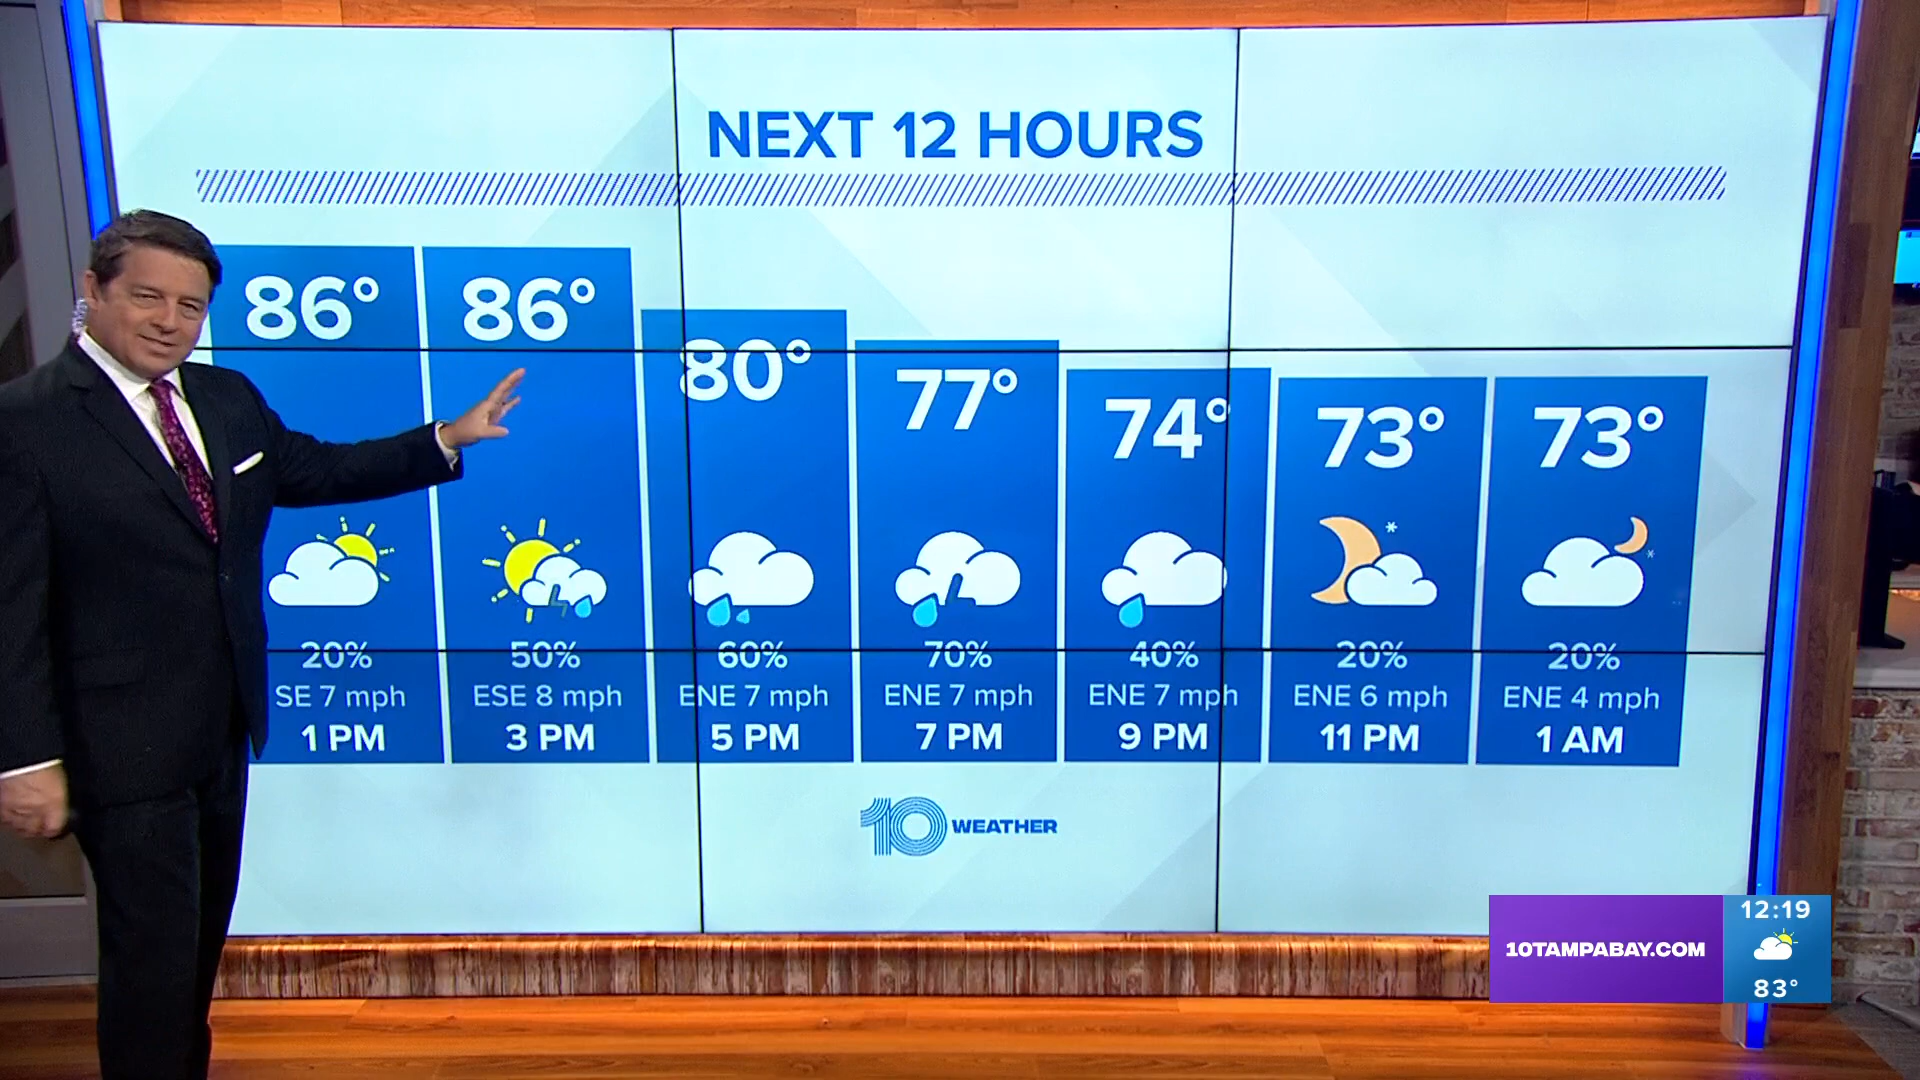 NEXT 12 HOURS
86° 86° 80° 77° 74° 73° 73°
20% 50% 60% 70% 40% 20% 20%
SE 7 mph ESE 8 mph ENE 7 mph ENE 7 mph ENE 7 mph ENE 6 mph ENE 4 mph
1 PM 3 PM 5 PM 7 PM 9 PM 11 PM 1 AM
10 WEATHER
12:19
10TAMPABAY.COM
83°